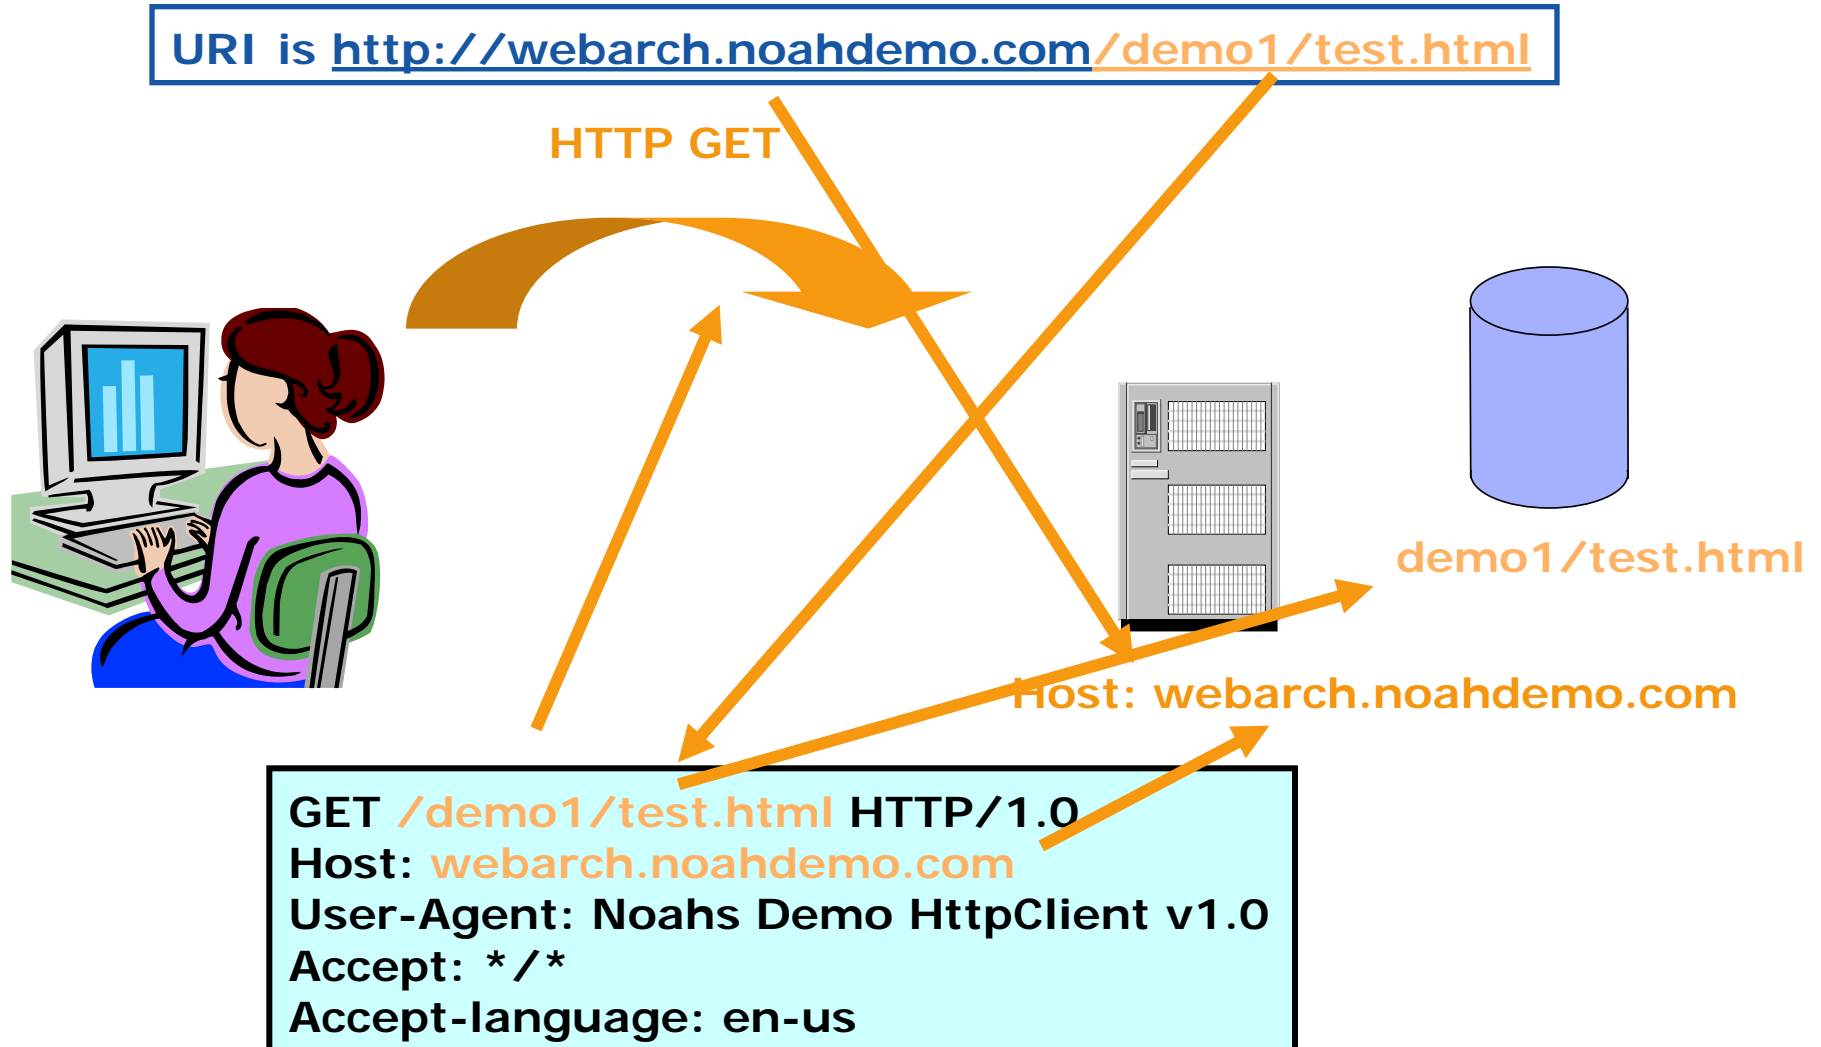 URI is http://webarch.noahdemo.com/demo1/test.html
HTTP GET
demo1/test.html
Host: webarch.noahdemo.com
GET /demo1/test.html HTTP/1.0
Host: webarch.noahdemo.com
User-Agent: Noahs Demo HttpClient v1.0
Accept: */*
Accept-language: en-us